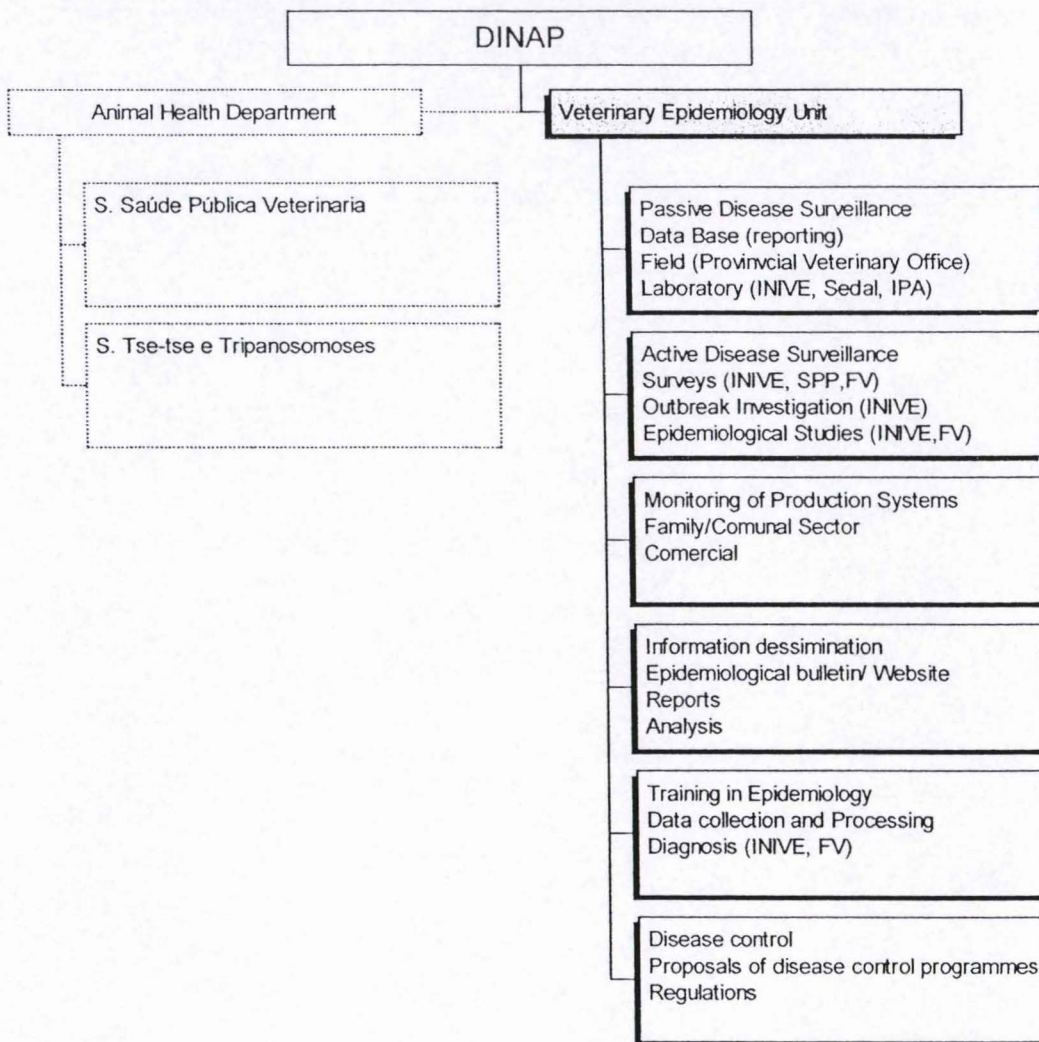 DINAP
Animal Health Department
Veterinary Epidemiology Unit
S. Saúde Pública Veterinaria
S. Tse-tse e Tripanosomoses
Passive Disease Surveillance
Data Base (reporting)
Field (Provinvcial Veterinary Office)
Laboratory (INIVE, Sedal, IPA)
Active Disease Surveillance
Surveys (INIVE, SPP,FV)
Outbreak Investigation (INIVE)
Epidemiological Studies (INIVE,FV)
Monitoring of Production Systems
Family/Comunal Sector
Comercial
Information dessimination
Epidemiological bulletin/ Website
Reports
Analysis
Training in Epidemiology
Data collection and Processing
Diagnosis (INIVE, FV)
Disease control
Proposals of disease control programmes
Regulations